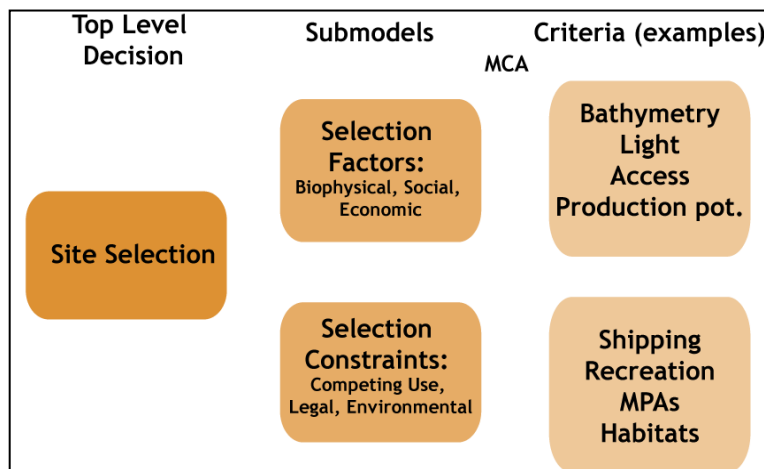 Top Level
Decision
Submodels
Criteria (examples)
MCA
Site Selection
Selection
Factors:
Biophysical, Social,
Economic
Bathymetry
Light
Access
Production pot.
Selection
Constraints:
Competing Use,
Legal, Environmental
Shipping
Recreation
MPAs
Habitats